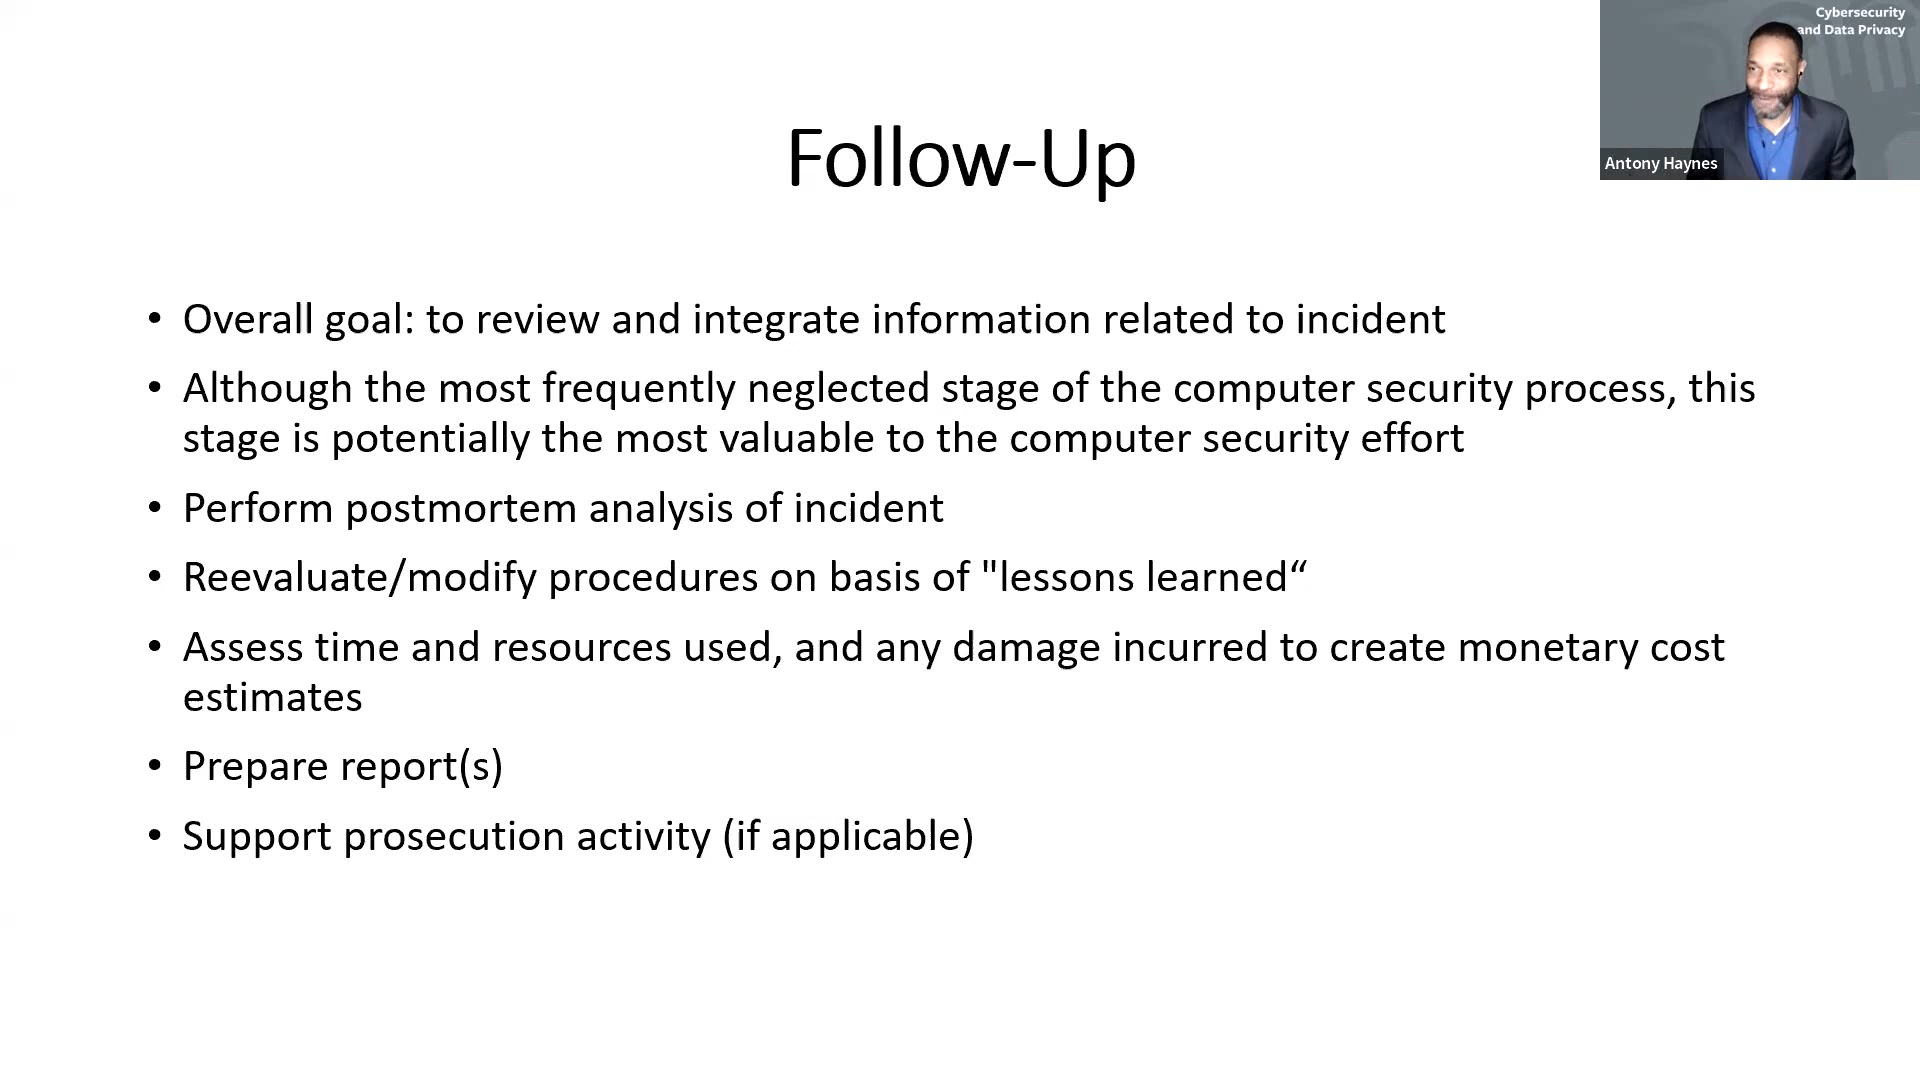 Cybersecurity
and Data Privacy
Antony Haynes
Follow-Up
• Overall goal: to review and integrate information related to incident
• Although the most frequently neglected stage of the computer security process, this
stage is potentially the most valuable to the computer security effort
• Perform postmortem analysis of incident
• Reevaluate/modify procedures on basis of "lessons learned“
• Assess time and resources used, and any damage incurred to create monetary cost
estimates
• Prepare report(s)
• Support prosecution activity (if applicable)